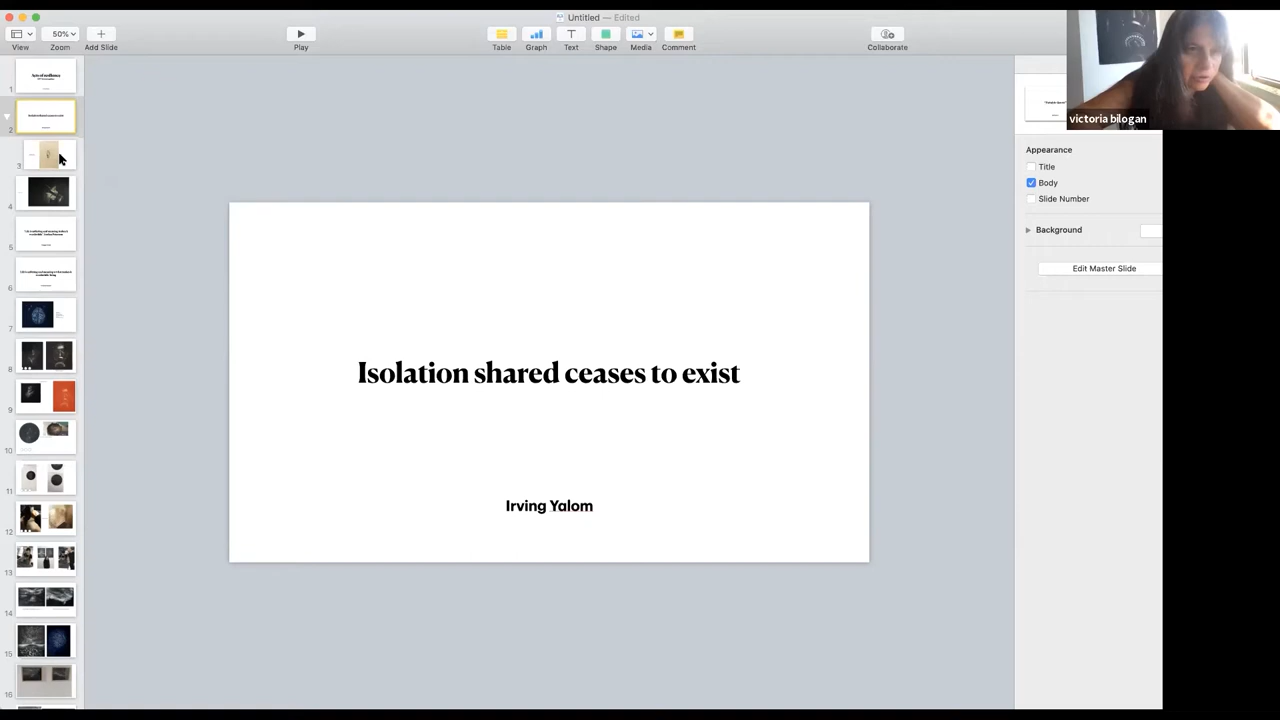 Untitled — Edited
View
50%
Zoom
Add Slide
Play
Table
Graph
Text
Shape
Media
Comment
Collaborate
victoria bilogan
1
2
3
4
5
6
7
8
9
10
11
12
13
14
15
16
Isolation shared ceases to exist
Irving Yalom
Appearance
Title
Body
Slide Number
Background
Edit Master Slide